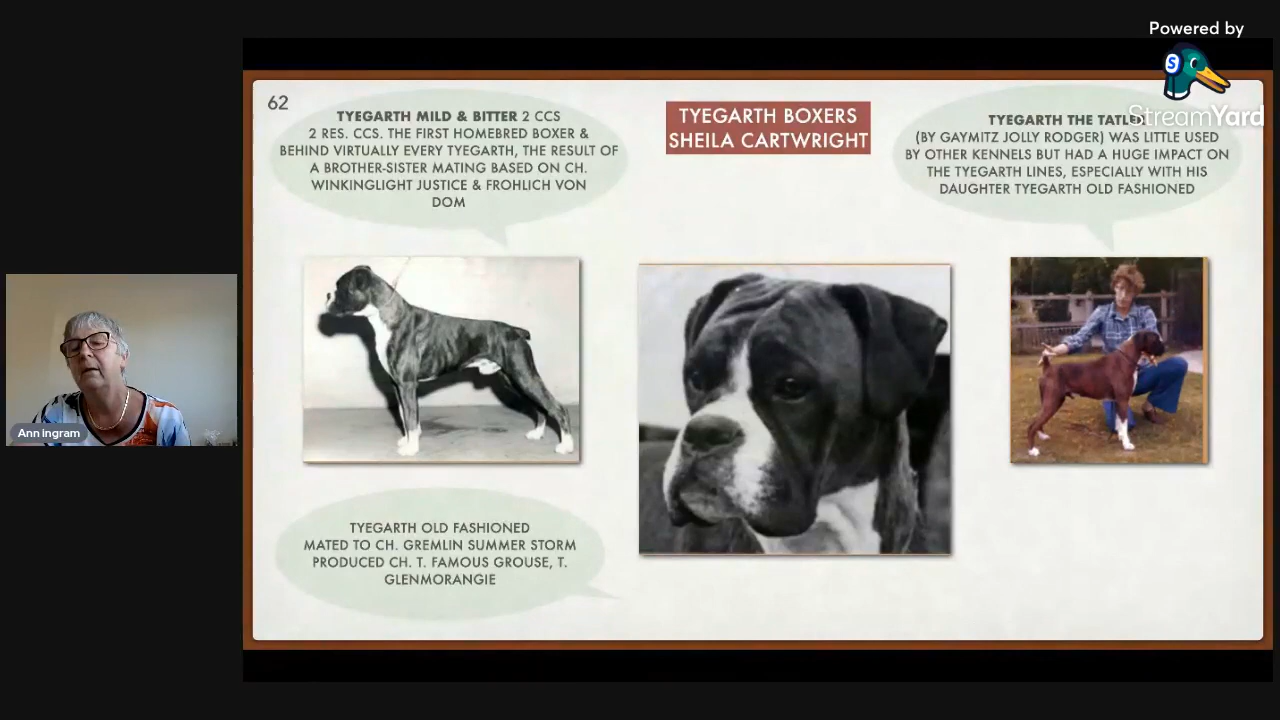 Powered by
S
StreamYard
62
TYEGARTH MILD & BITTER 2 CCS
2 RES. CCS. THE FIRST HOMEBRED BOXER &
BEHIND VIRTUALLY EVERY TYEGARTH, THE RESULT OF
A BROTHER-SISTER MATING BASED ON CH.
WINKINGLIGHT JUSTICE & FROHLICH VON
DOM
TYEGARTH BOXERS
SHEILA CARTWRIGHT
TYEGARTH THE TATLER
(BY GAYMITZ JOLLY RODGER) WAS LITTLE USED
BY OTHER KENNELS BUT HAD A HUGE IMPACT ON
THE TYEGARTH LINES, ESPECIALLY WITH HIS
DAUGHTER TYEGARTH OLD FASHIONED
Ann Ingram
TYEGARTH OLD FASHIONED
MATED TO CH. GREMLIN SUMMER STORM
PRODUCED CH. T. FAMOUS GROUSE, T.
GLENMORANGIE